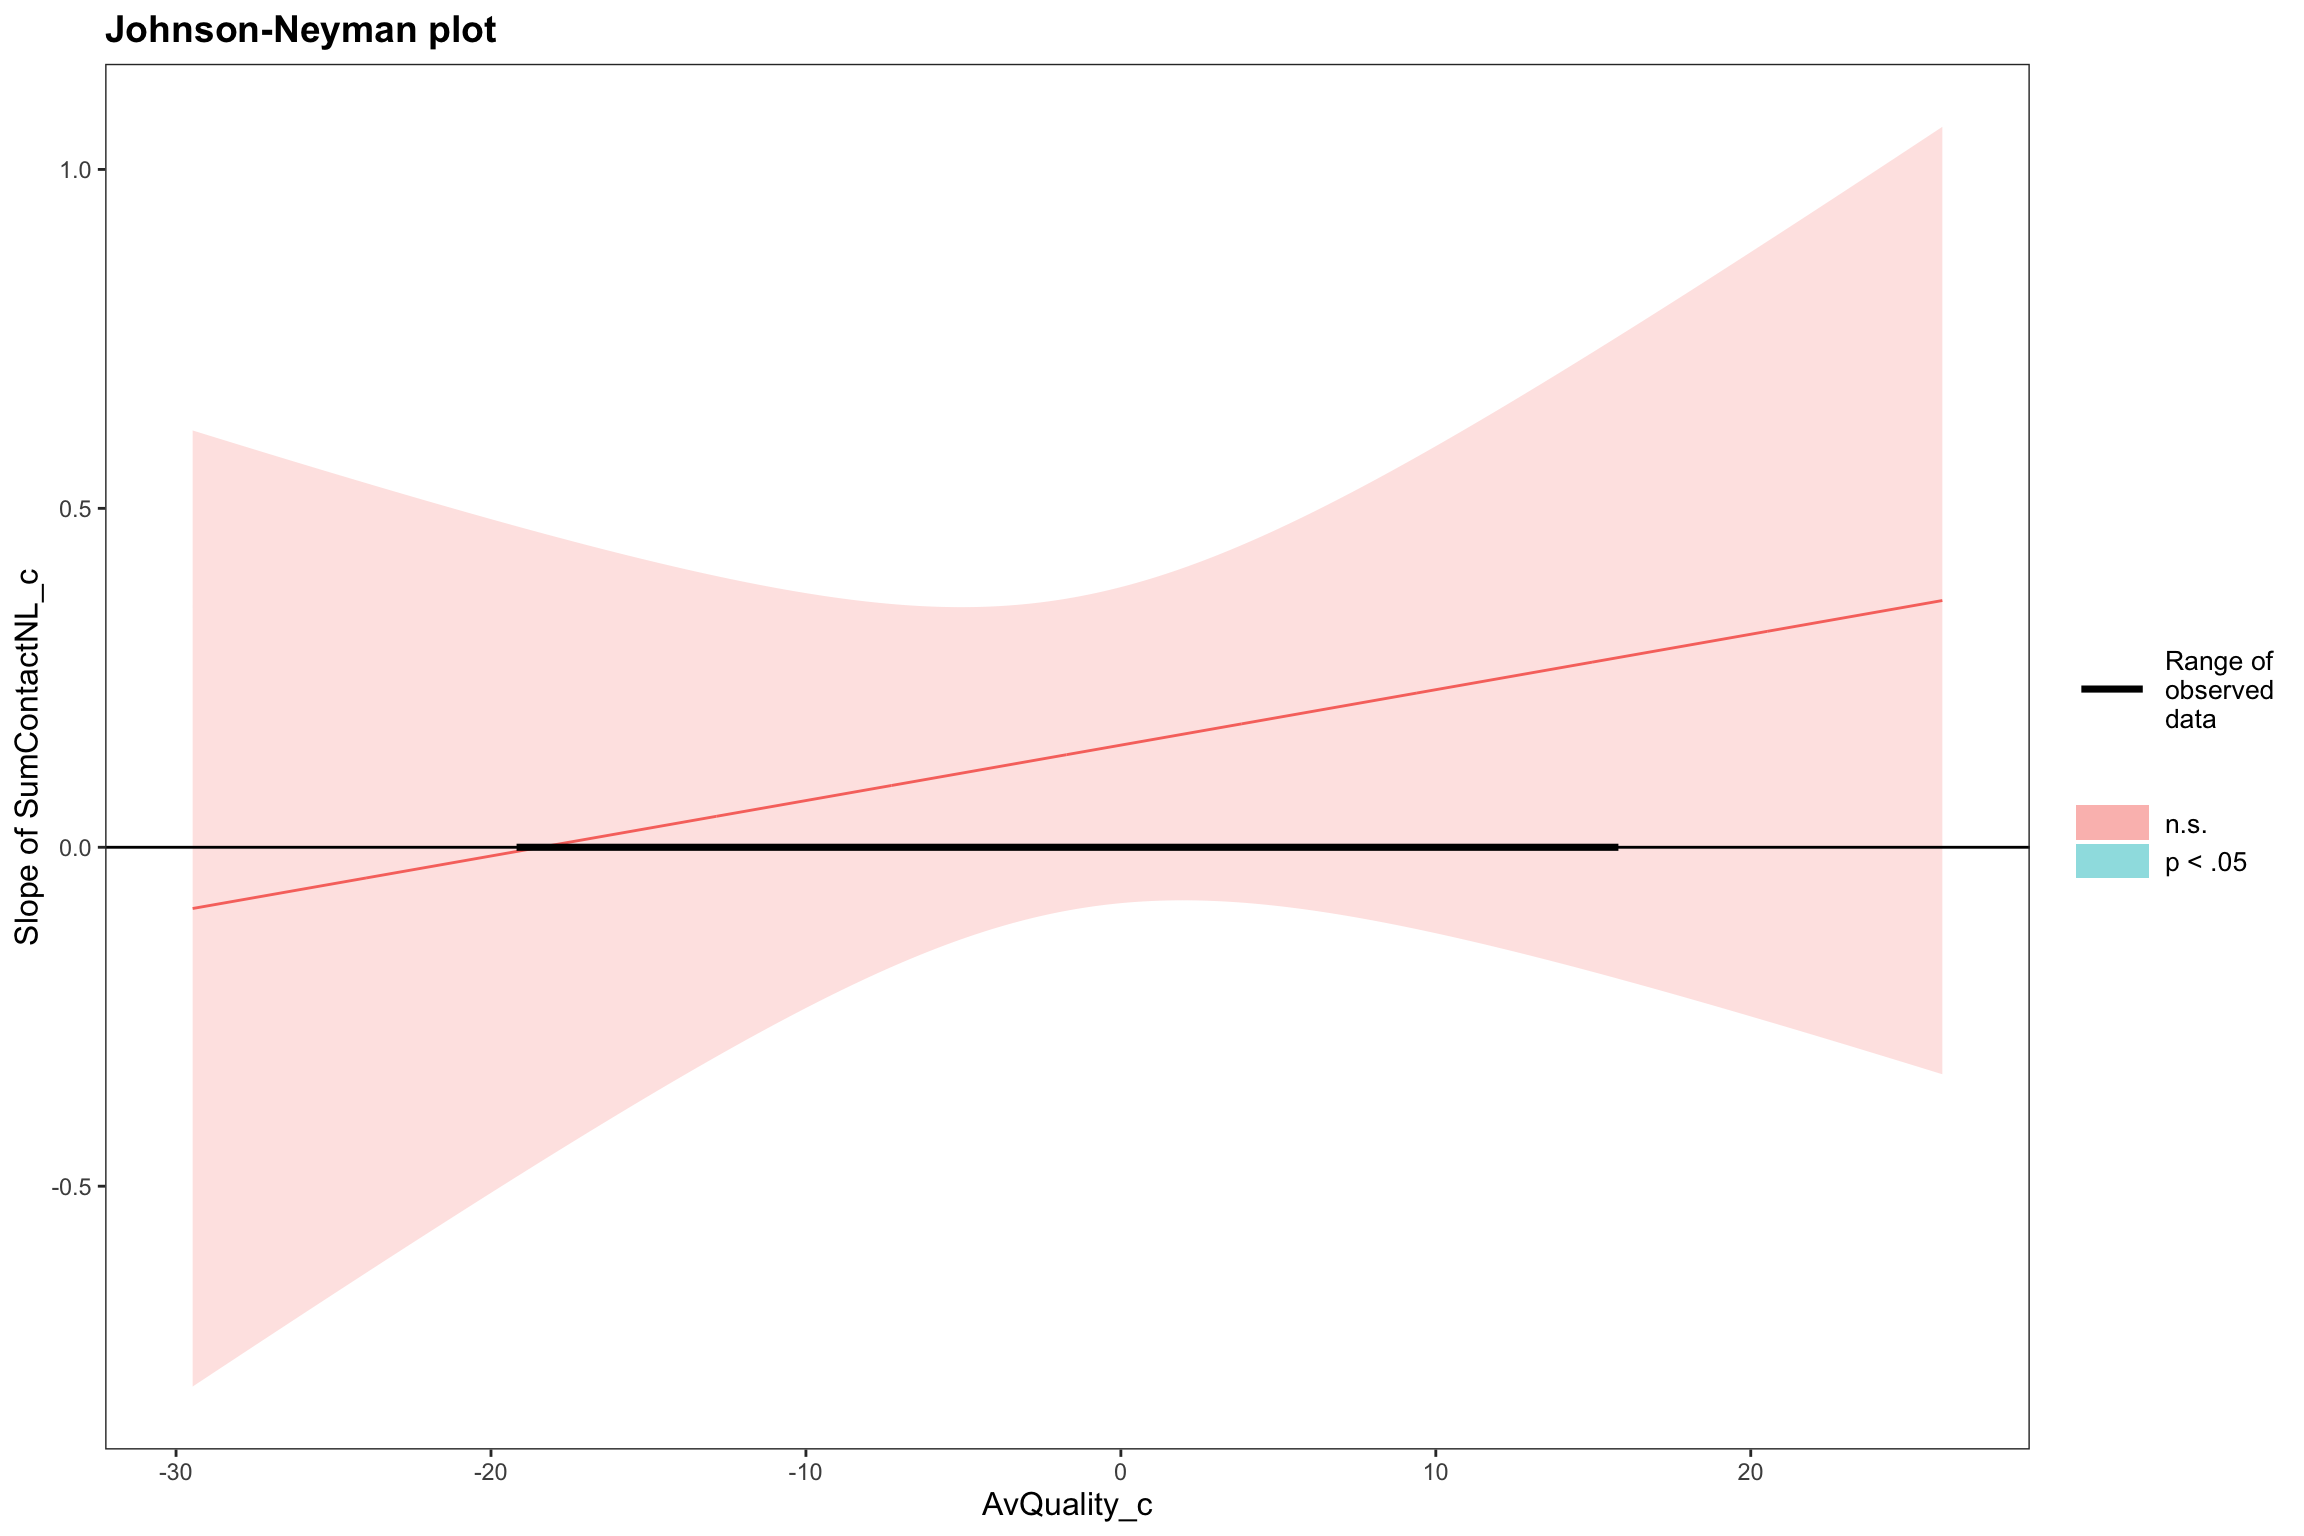 Johnson-Neyman plot
Slope of SumContactNL_c
1.0
0.5
0.0
-0.5
-30
-20
-10
0
10
20
AvQuality_c
Range of
observed
data
n.s.
p < .05